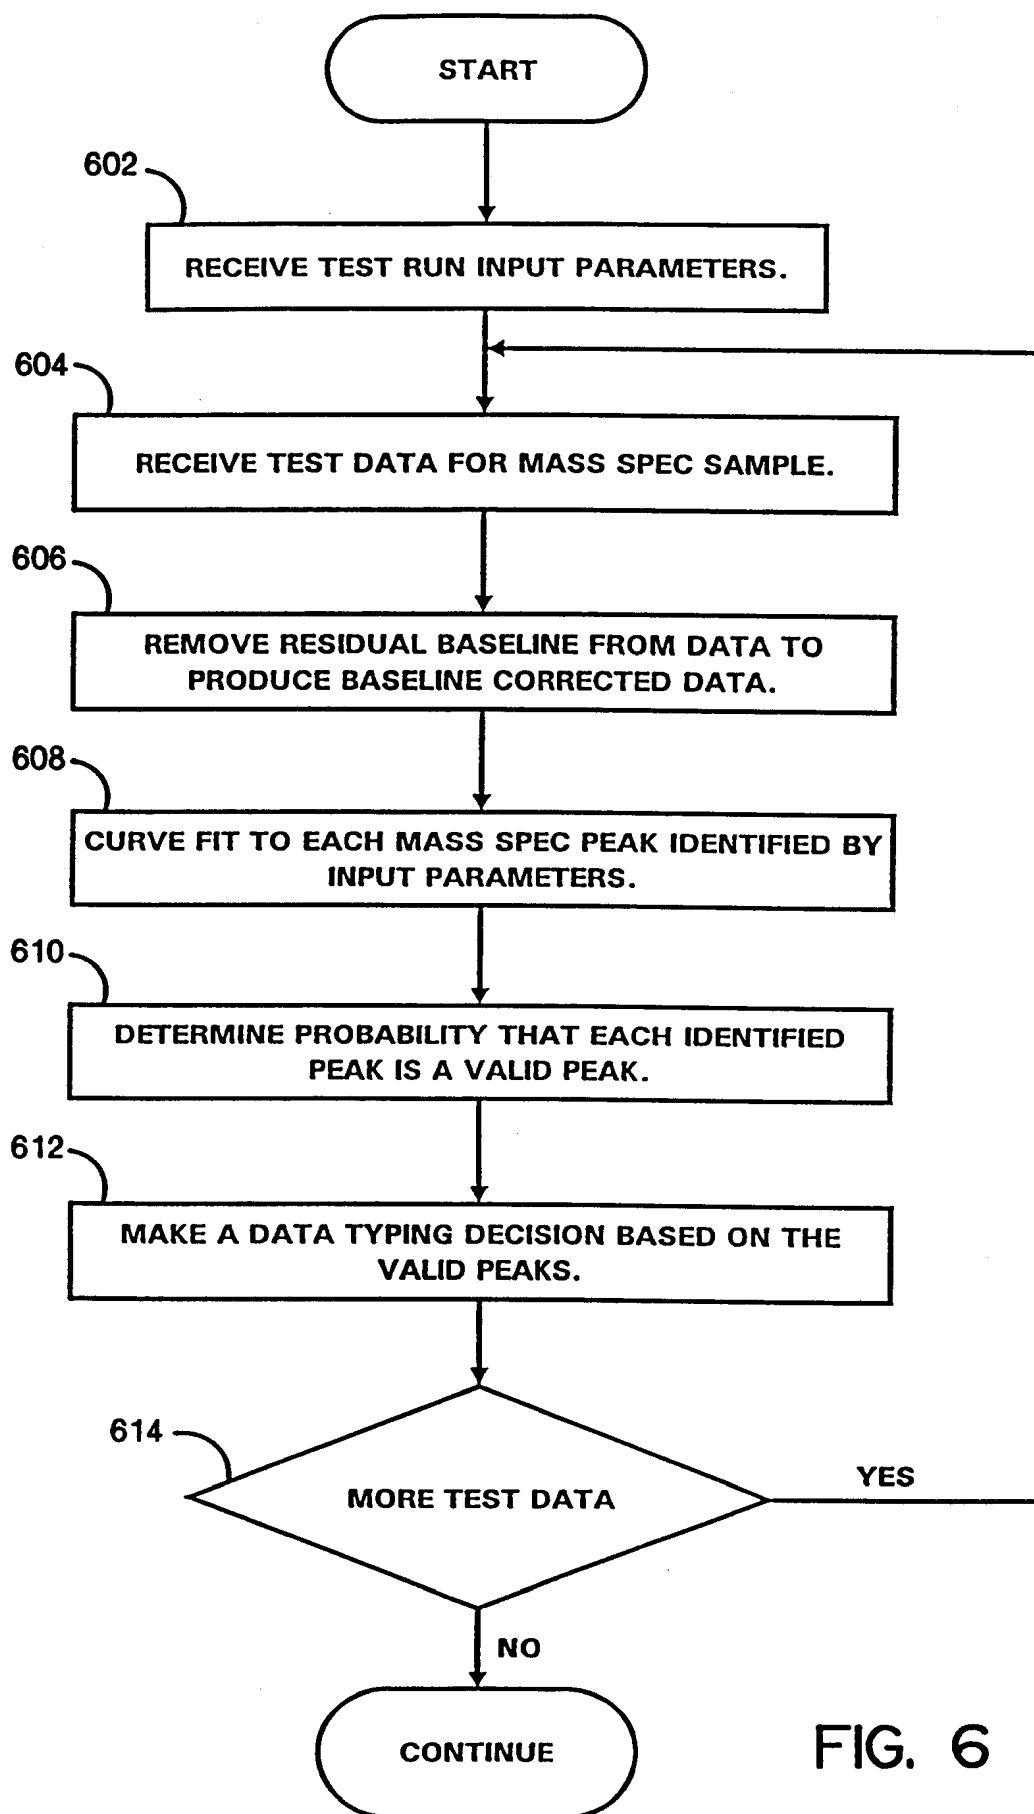 START
602
RECEIVE TEST RUN INPUT PARAMETERS.
604
RECEIVE TEST DATA FOR MASS SPEC SAMPLE.
606
REMOVE RESIDUAL BASELINE FROM DATA TO
PRODUCE BASELINE CORRECTED DATA.
608
CURVE FIT TO EACH MASS SPEC PEAK IDENTIFIED BY
INPUT PARAMETERS.
610
DETERMINE PROBABILITY THAT EACH IDENTIFIED
PEAK IS A VALID PEAK.
612
MAKE A DATA TYPING DECISION BASED ON THE
VALID PEAKS.
614
MORE TEST DATA
YES
NO
CONTINUE
FIG. 6